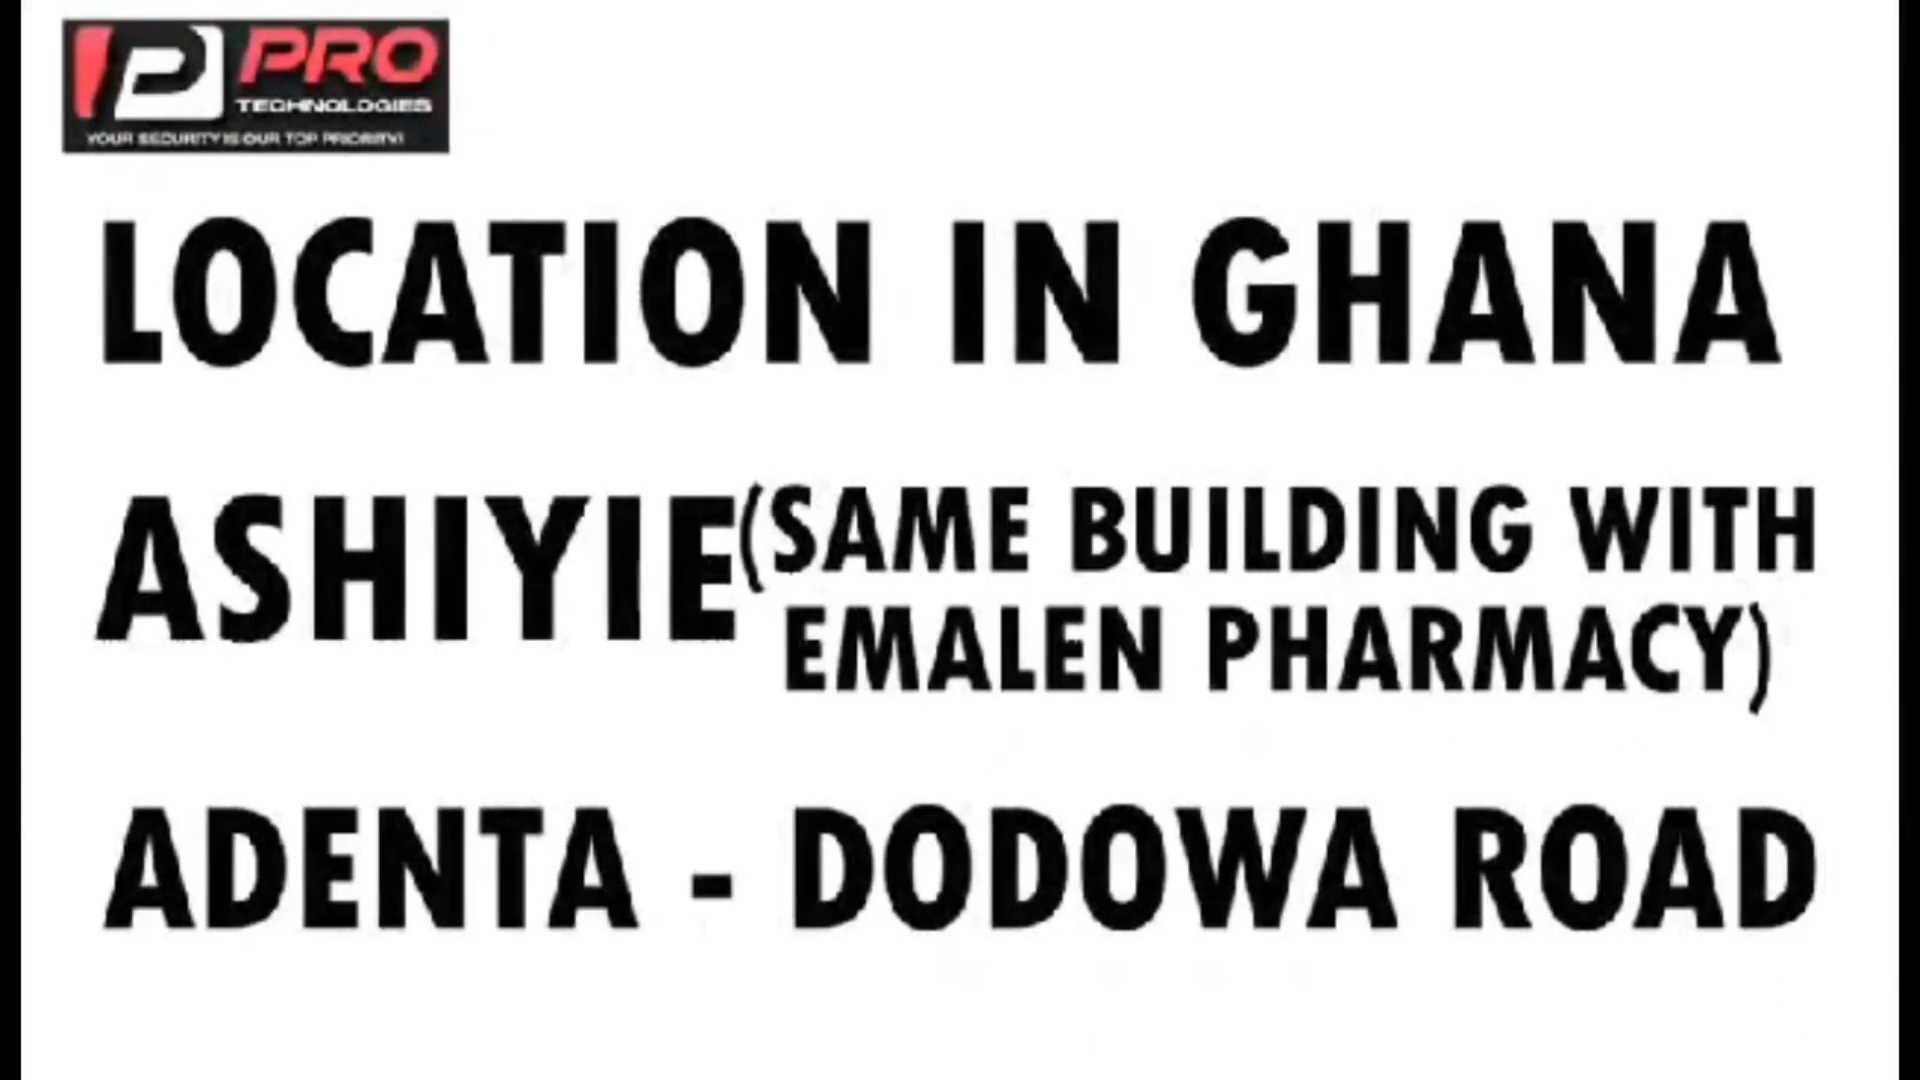 PRO
TECHNOLOGIES
YOUR SECURITY IS OUR TOP PRIORITY!
LOCATION IN GHANA
ASHIYIE (SAME BUILDING WITH
EMALEN PHARMACY)
ADENTA - DODOWA ROAD